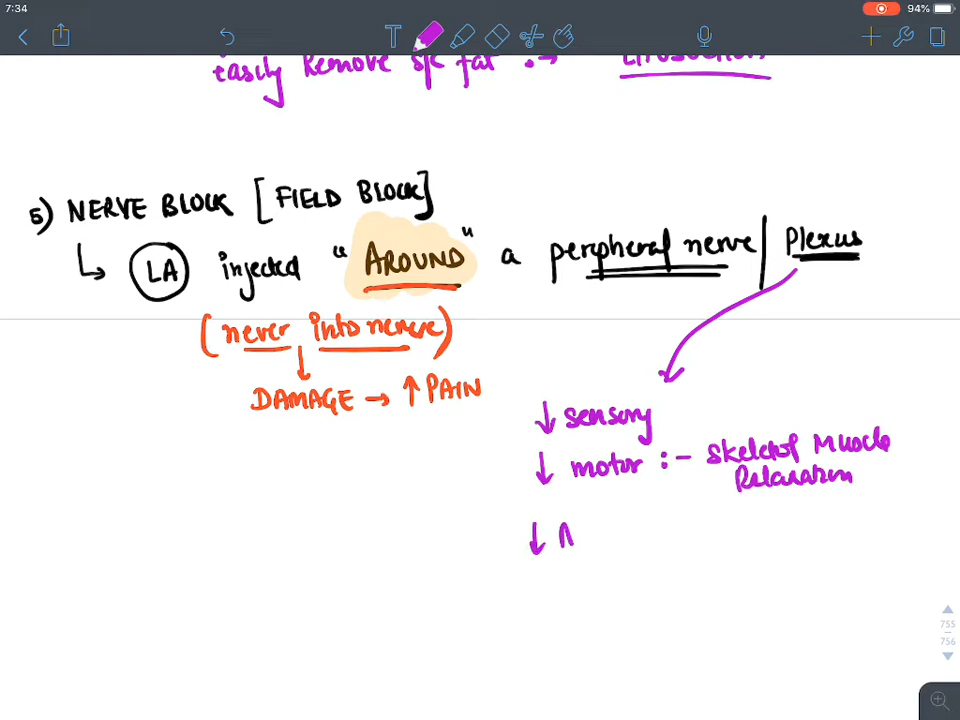 7:34
94%
T
easily Remove s/c fat :→ Liposuction
5) NERVE BLOCK [FIELD BLOCK]
↳ LA injected "AROUND" a peripheral nerve | Plexus
(never into nerve)
↓
DAMAGE → ↑ PAIN
↓ sensory
↓ motor :- Skeletal Muscle
Relaxation
↓ A
755
756